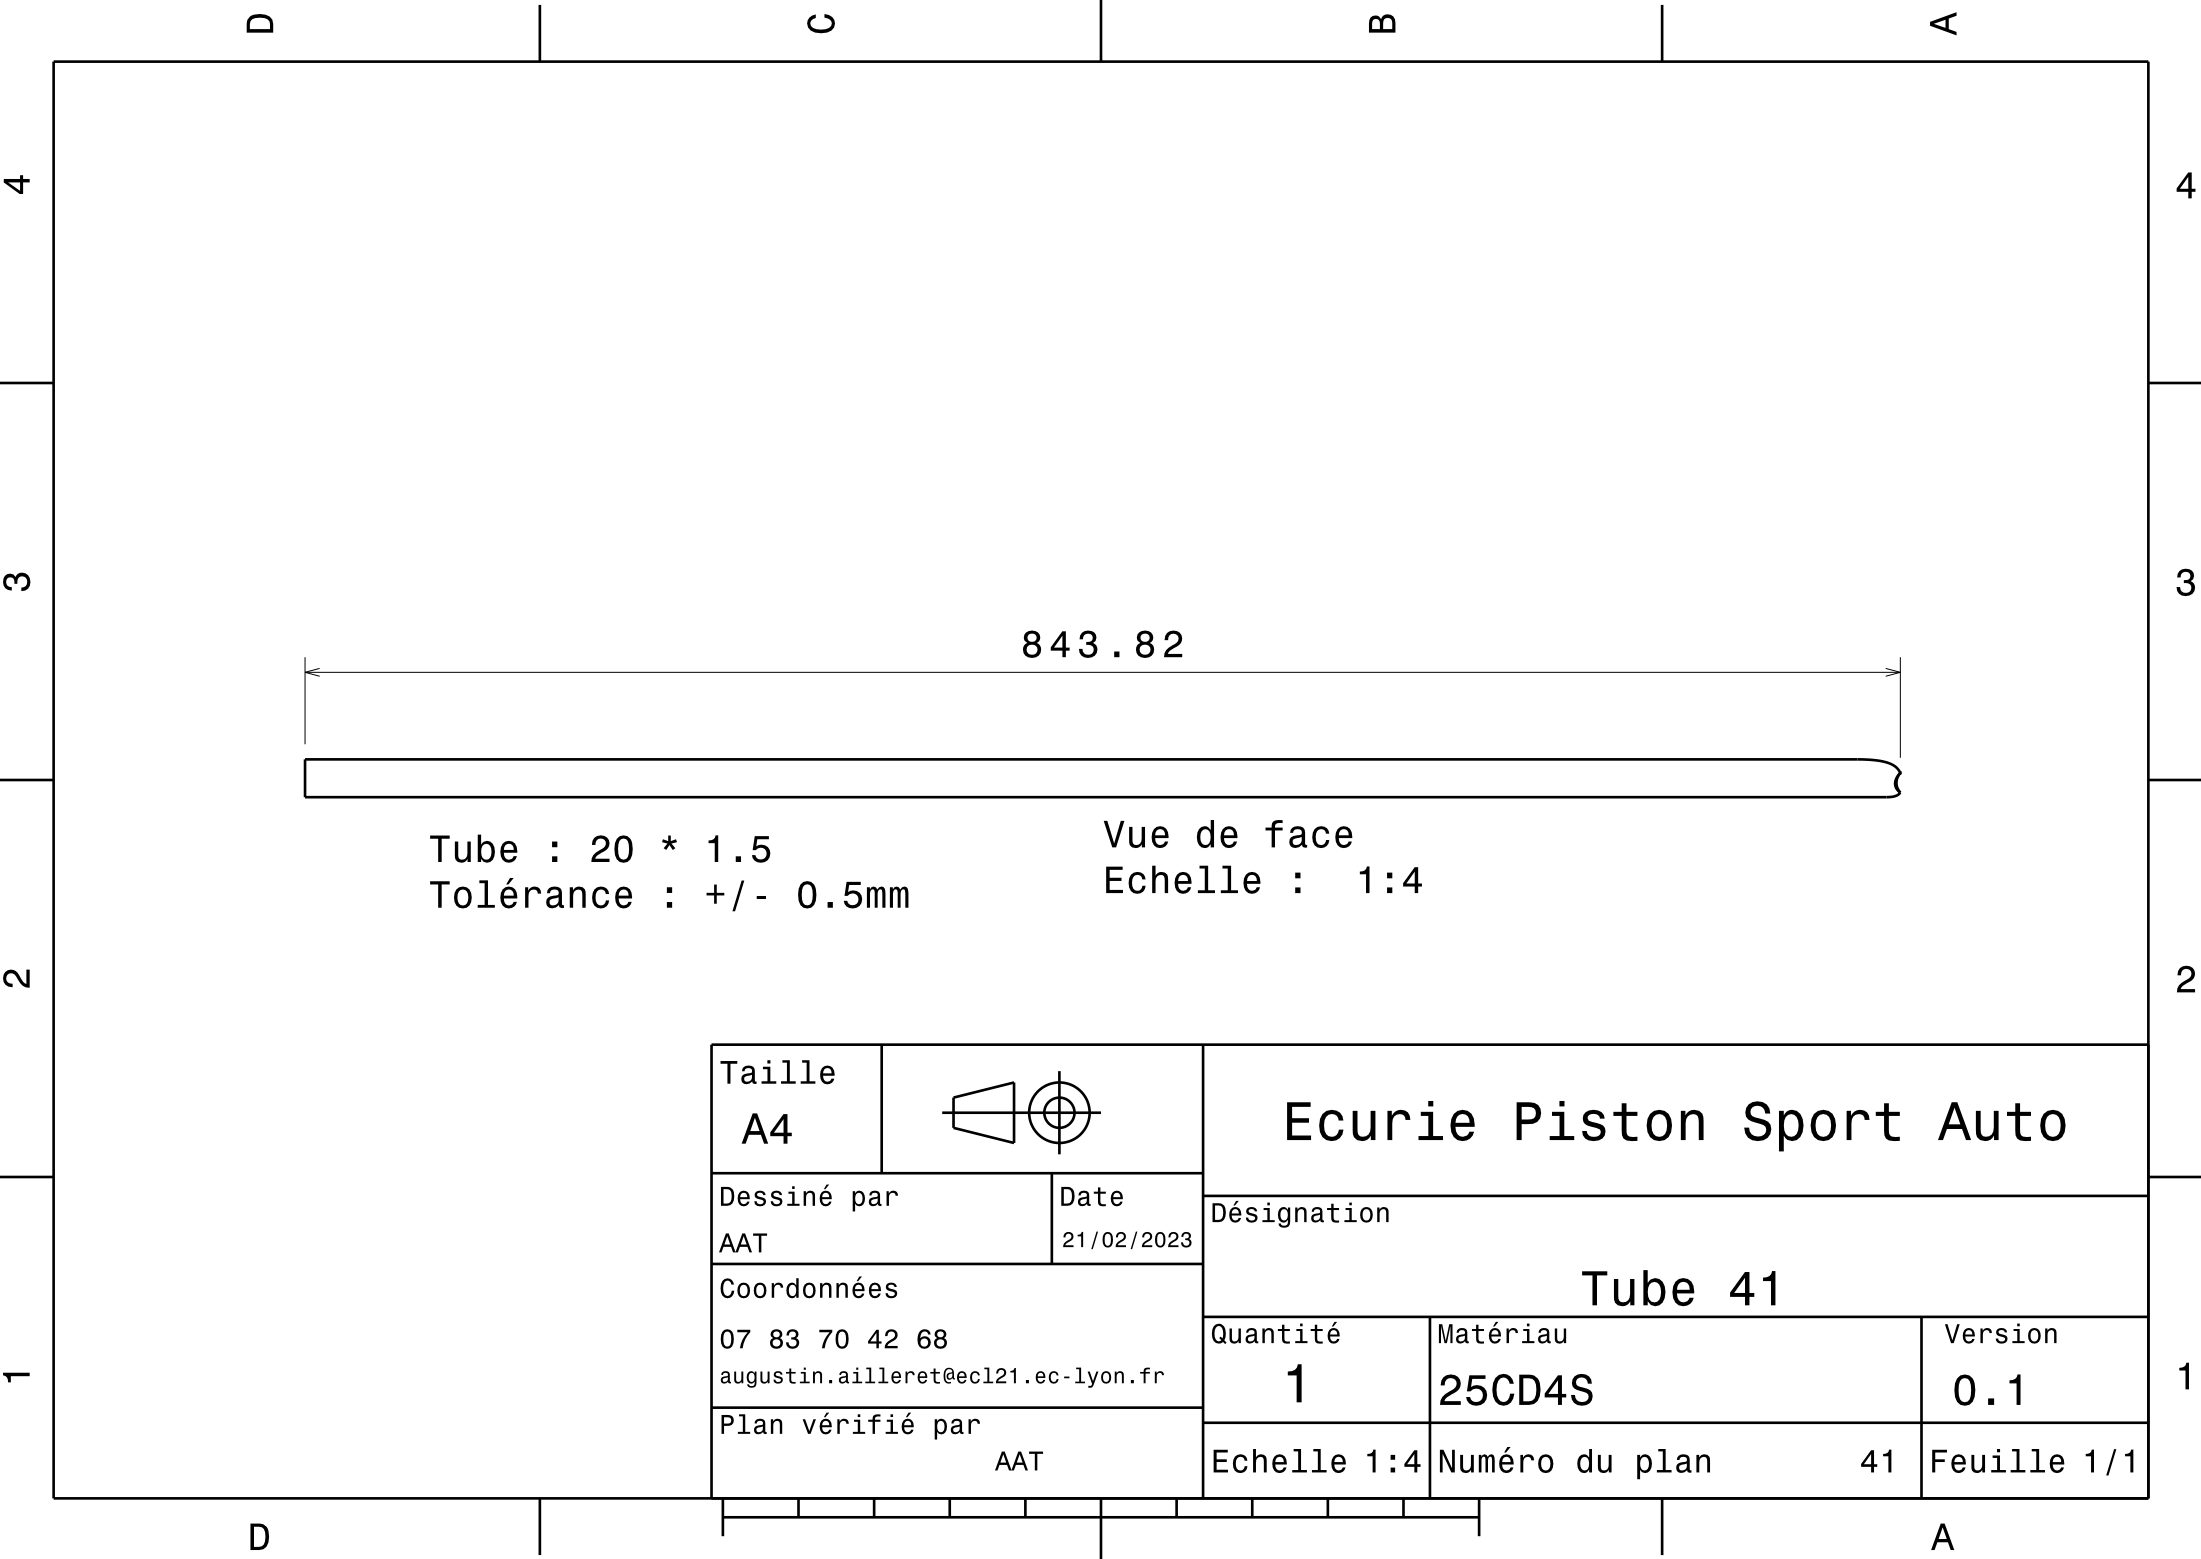 D C B A
4 4
3 3
843.82
Tube : 20 * 1.5
Tolérance : +/- 0.5mm
Vue de face
Echelle : 1:4
2 2
Taille
A4
Ecurie Piston Sport Auto
Dessiné par
AAT
Date
21/02/2023
Désignation
Tube 41
Coordonnées
07 83 70 42 68
augustin.ailleret@ecl21.ec-lyon.fr
Quantité
1
Matériau
25CD4S
Version
0.1
1 1
Plan vérifié par
AAT
Echelle 1:4
Numéro du plan 41
Feuille 1/1
D A